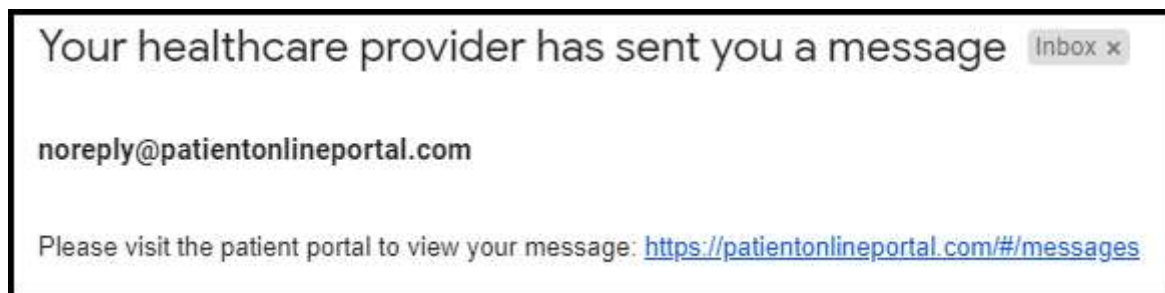 Your healthcare provider has sent you a message Inbox ×
noreply@patientonlineportal.com
Please visit the patient portal to view your message: https://patientonlineportal.com/#/messages